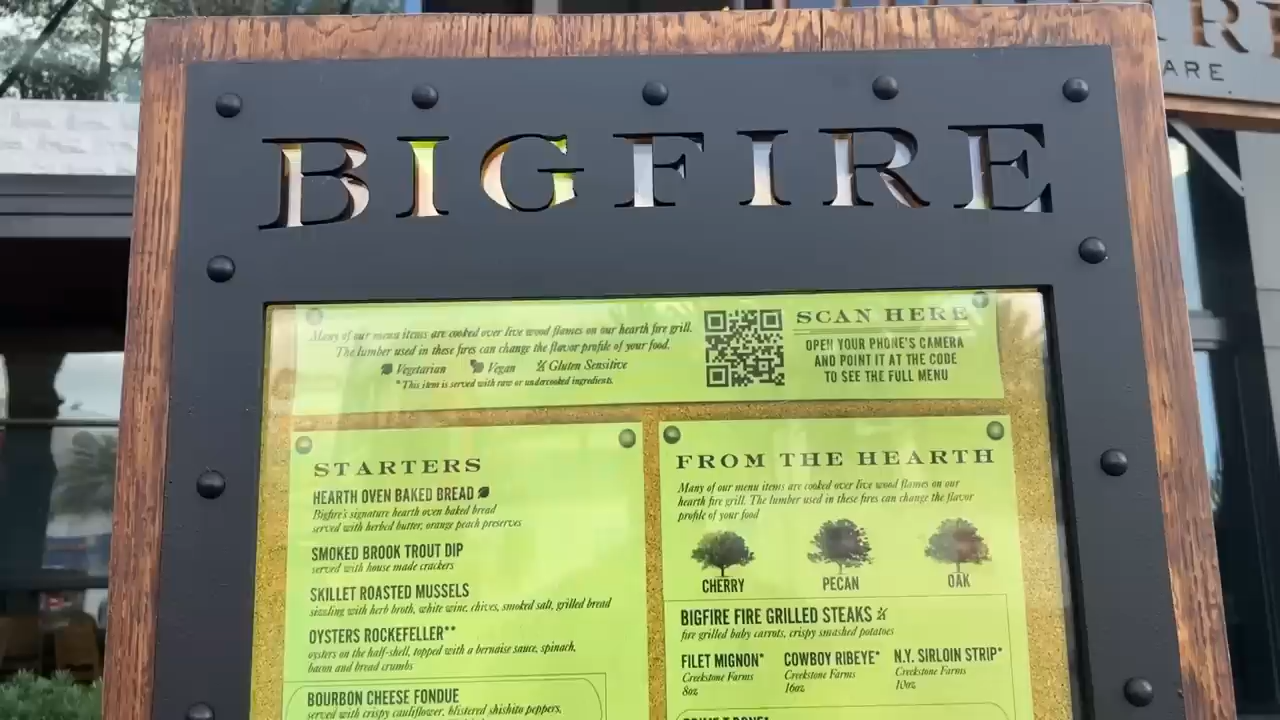 BIGFIRE
ARE
Many of our menu items are cooked over live wood flames on our hearth fire grill.
The lumber used in these fires can change the flavor profile of your food.
Vegetarian Vegan Gluten Sensitive
*This item is served with raw or undercooked ingredients.
SCAN HERE
OPEN YOUR PHONE'S CAMERA
AND POINT IT AT THE CODE
TO SEE THE FULL MENU
STARTERS
HEARTH OVEN BAKED BREAD
Bigfire's signature hearth oven baked bread
served with herbed butter, orange peach preserves
SMOKED BROOK TROUT DIP
served with house made crackers
SKILLET ROASTED MUSSELS
sizzling with herb broth, white wine, chives, smoked salt, grilled bread
OYSTERS ROCKEFELLER**
oysters on the half-shell, topped with a bernaise sauce, spinach,
bacon and bread crumbs
BOURBON CHEESE FONDUE
served with crispy cauliflower, blistered shishito peppers,
FROM THE HEARTH
Many of our menu items are cooked over live wood flames on our
hearth fire grill. The lumber used in these fires can change the flavor
profile of your food
CHERRY PECAN OAK
BIGFIRE FIRE GRILLED STEAKS
fire grilled baby carrots, crispy smashed potatoes
FILET MIGNON* COWBOY RIBEYE* N.Y. SIRLOIN STRIP*
Creekstone Farms Creekstone Farms Creekstone Farms
8oz 16oz 10oz